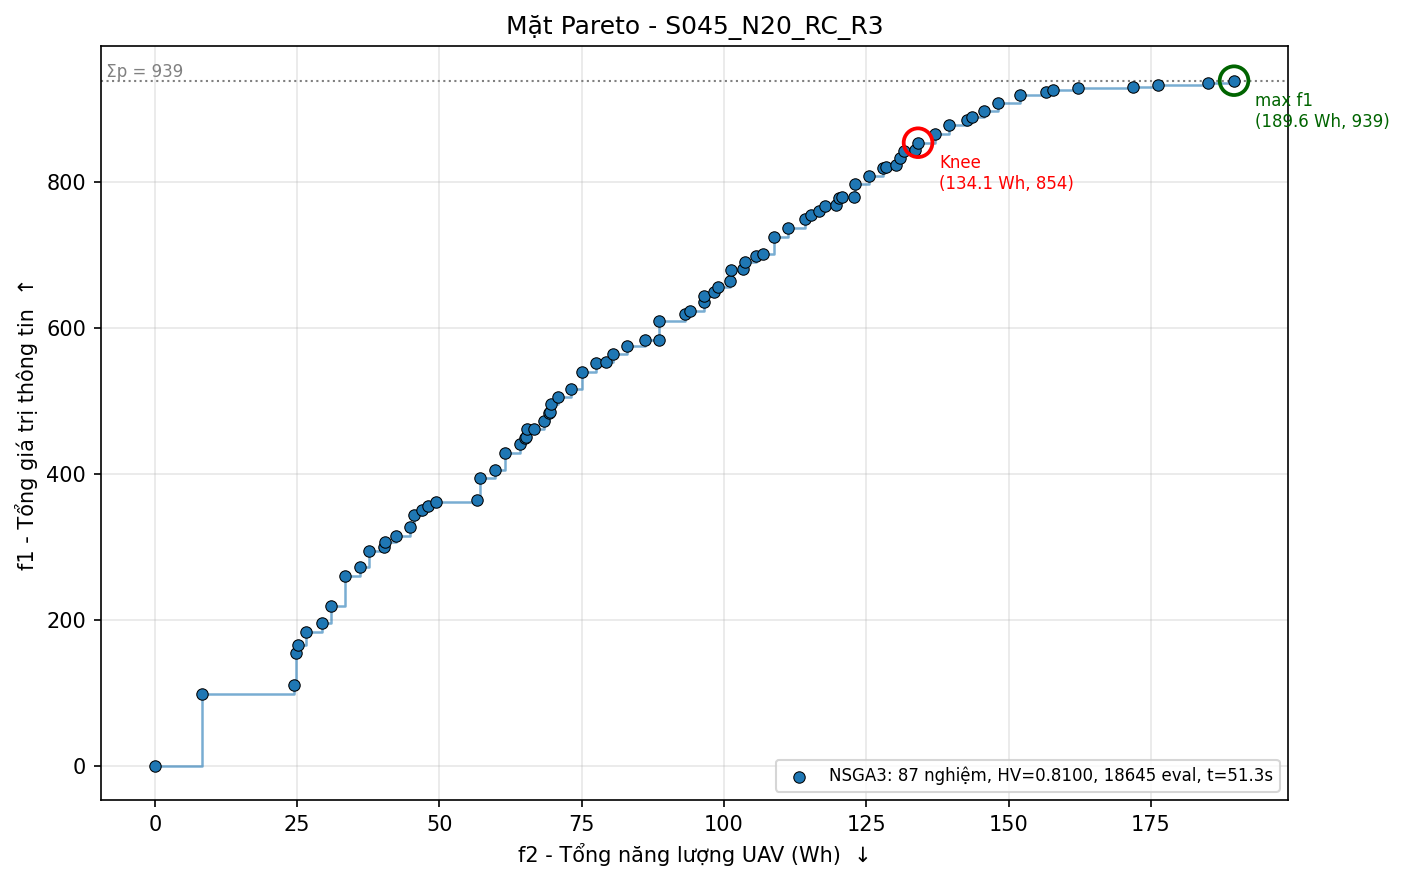 Mặt Pareto - S045_N20_RC_R3
Σp = 939
max f1
(189.6 Wh, 939)
Knee
(134.1 Wh, 854)
800
600
400
200
0
f1 - Tổng giá trị thông tin ↑
NSGA3: 87 nghiệm, HV=0.8100, 18645 eval, t=51.3s
0 25 50 75 100 125 150 175
f2 - Tổng năng lượng UAV (Wh) ↓